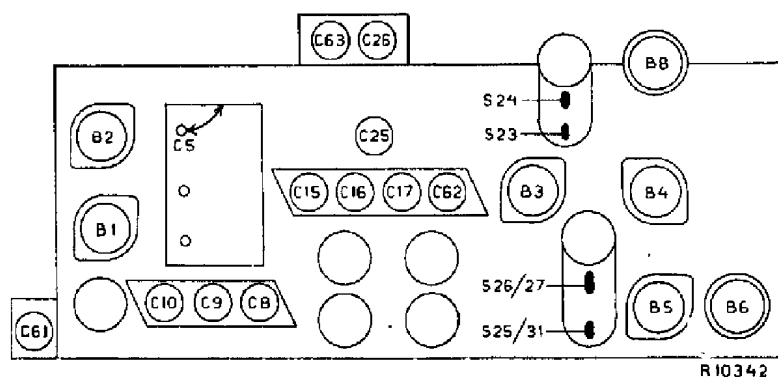 C63 C26
B8
S24
S23
B2
C5
C25
C15 C16 C17 C62
B3
B4
B1
C10 C9 C8
S26/27
S25/31
B5
B6
C61
R10342